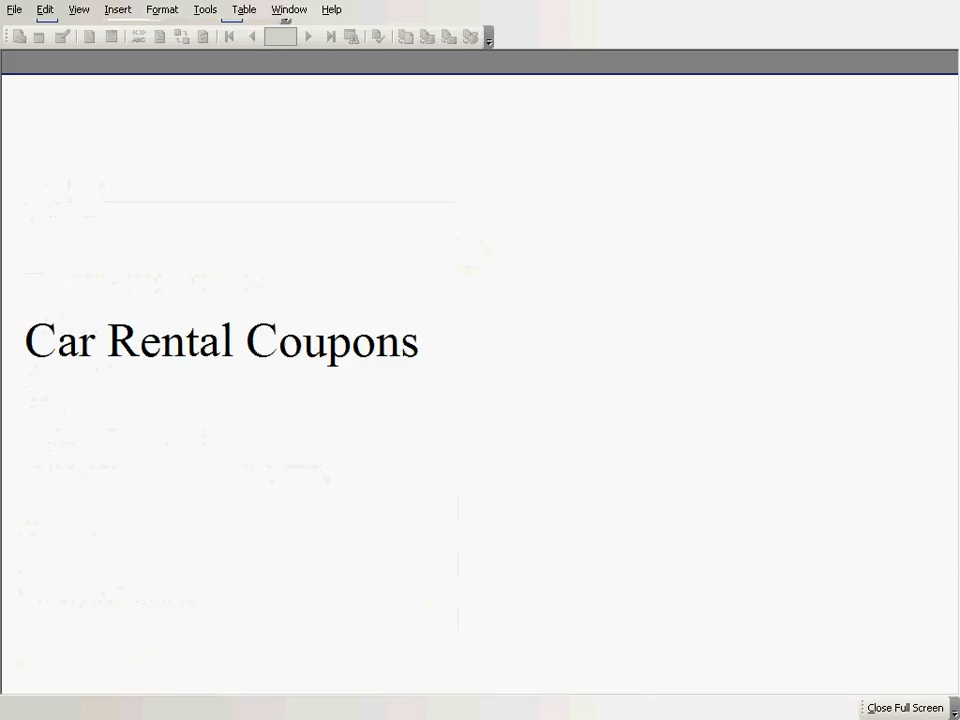 File Edit View Insert Format Tools Table Window Help
Car Rental Coupons
Close Full Screen